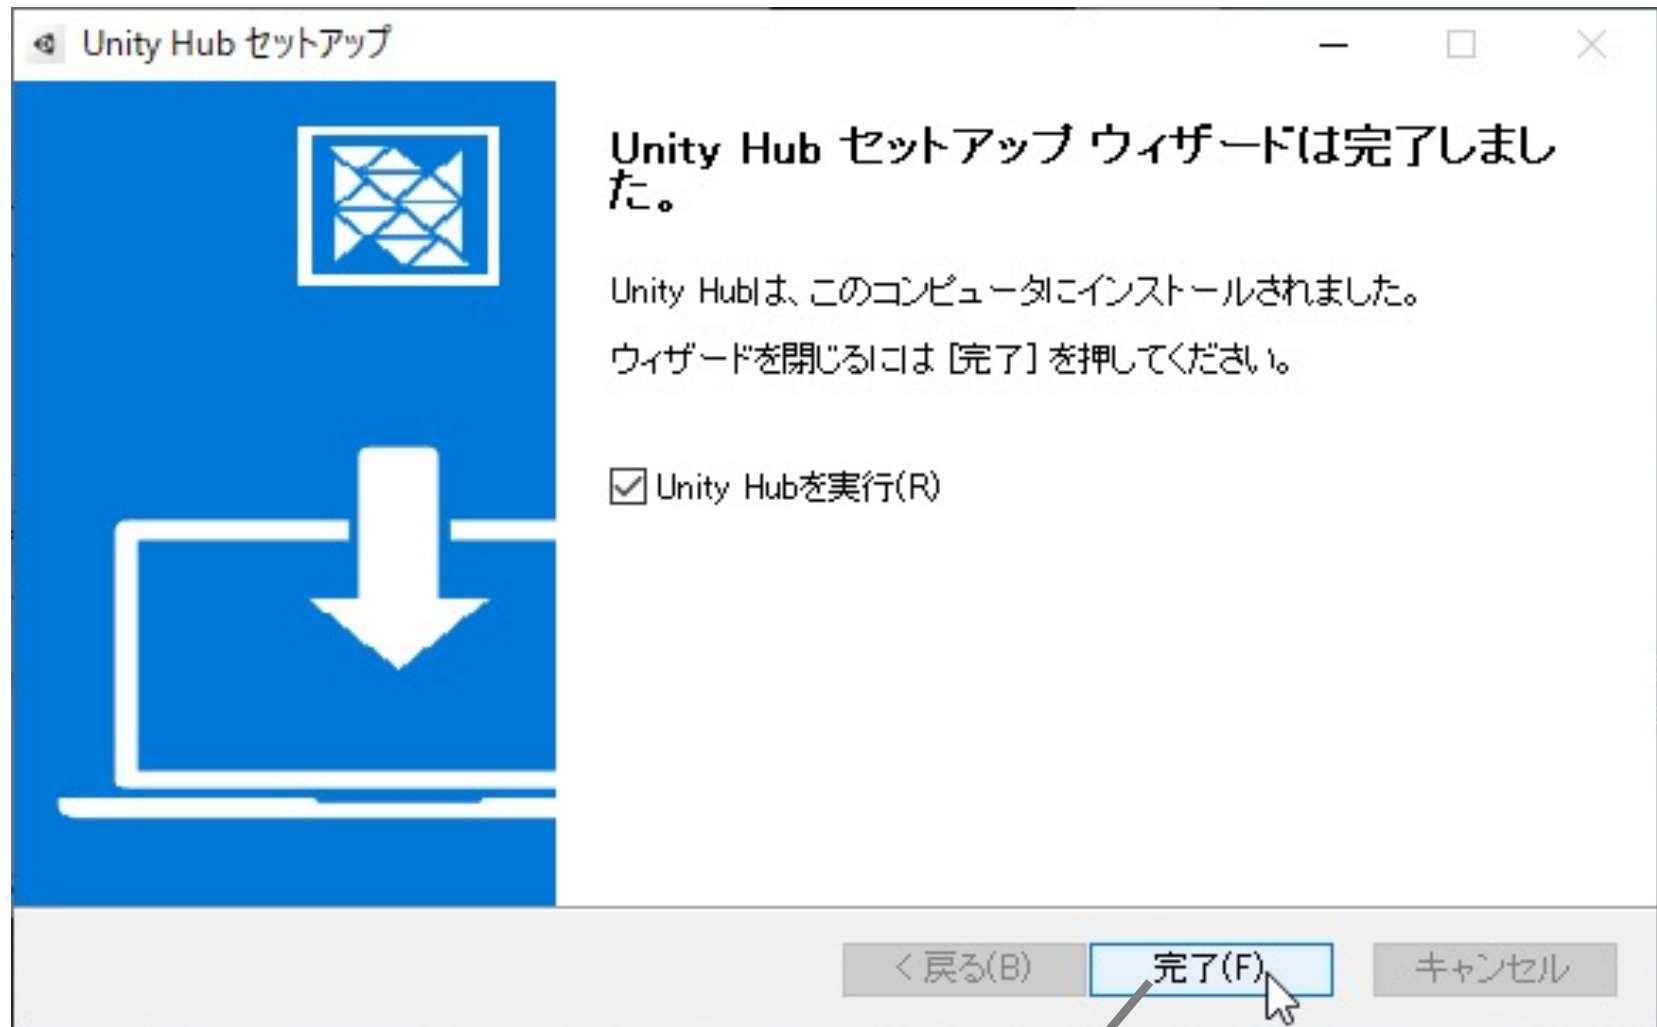 Unity Hub セットアップ
Unity Hub セットアップ ウィザードは完了しまし
た。
Unity Hubは、このコンピュータにインストールされました。
ウィザードを閉じるには [完了] を押してください。
Unity Hubを実行(R)
< 戻る(B) 完了(F) キャンセル